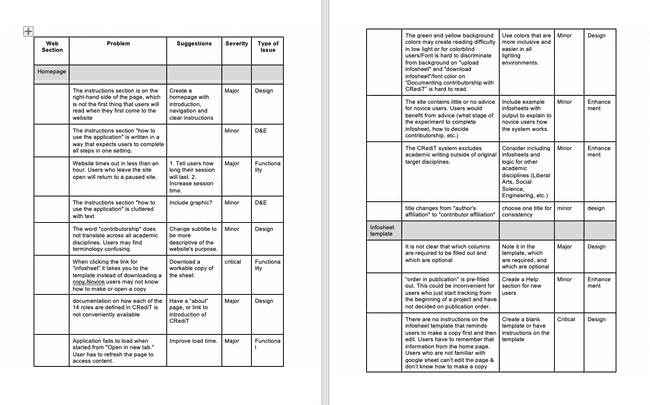 Web Section Problem Suggestions Severity Type of Issue
Homepage
The instructions section is on the
right-hand side of the page, which
is not the first thing that users will
read when they first come to the
website
Create a
homepage with
introduction,
navigation and
clear instructions
Major
Design
The instructions section "how to
use the application" is written in a
way that expects users to complete
all steps in one setting.
Minor
D&E
Website times out in less than an
hour. Users who leave the site
open will return to a paused site.
1. Tell users how
long their session
will last. 2.
Increase session
time.
Major
Functiona
lity
The instructions section "how to
use the application" is cluttered
with text
Include graphic?
Minor
D&E
The word "contributorship" does
not translate across all academic
disciplines. Users may find
terminology confusing.
Change subtitle to
be more
descriptive of the
website's purpose.
Minor
Design
When clicking the link for
"infosheet" it takes you to the
template instead of downloading a
copy.Novice users may not know
how to make or open a copy
Download a
workable copy of
the sheet.
critical
Functiona
lity
documentation on how each of the
14 roles are defined in CRediT is
not conveniently available
Have a "about"
page, or link to
introduction of
CRediT
Major
Design
Application fails to load when
started from "Open in new tab."
User has to refresh the page to
access content.
Improve load time.
Major
Functiona
l
The green and yellow background
colors may create reading difficulty
in low light or for colorblind
users/Font is hard to discriminate
from background on "upload
infosheet" and "download
infosheet"/font color on
"Documenting contributorship with
CRediT" is hard to read.
Use colors that are
more inclusive and
easier in all
lighting
environments.
Minor
Design
The site contains little or no advice
for novice users. Users would
benefit from advice (what stage of
the experiment to complete
infosheet, how to decide
contributorship, etc.)
Include example
infosheets with
output to explain to
novice users how
the system works.
Minor
Enhance
ment
The CRediT system excludes
academic writing outside of original
target disciplines.
Consider including
infosheets and
logic for other
academic
disciplines (Liberal
Arts, Social
Science,
Engineering, etc.)
Minor
Enhance
ment
title changes from "author's
affiliation" to "contributor affiliation"
choose one title for
consistency
minor
design
Infosheet
template
It is not clear that which columns
are required to be filled out and
which are optional
Note it in the
template, which
are required, and
which are optional
Major
Design
"order in publication" is pre-filled
out. This could be inconvenient for
users who just start tracking from
the beginning of a project and have
not decided on publication order.
Create a Help
section for new
users
Minor
Enhance
ment
There are no instructions on the
infosheet template that reminds
users to make a copy first and then
edit. Users have to remember that
information from the home page.
Users who are not familiar with
google sheet can't edit the page &
don't know how to make a copy
Create a blank
template or have
instructions on the
template
Critical
Design